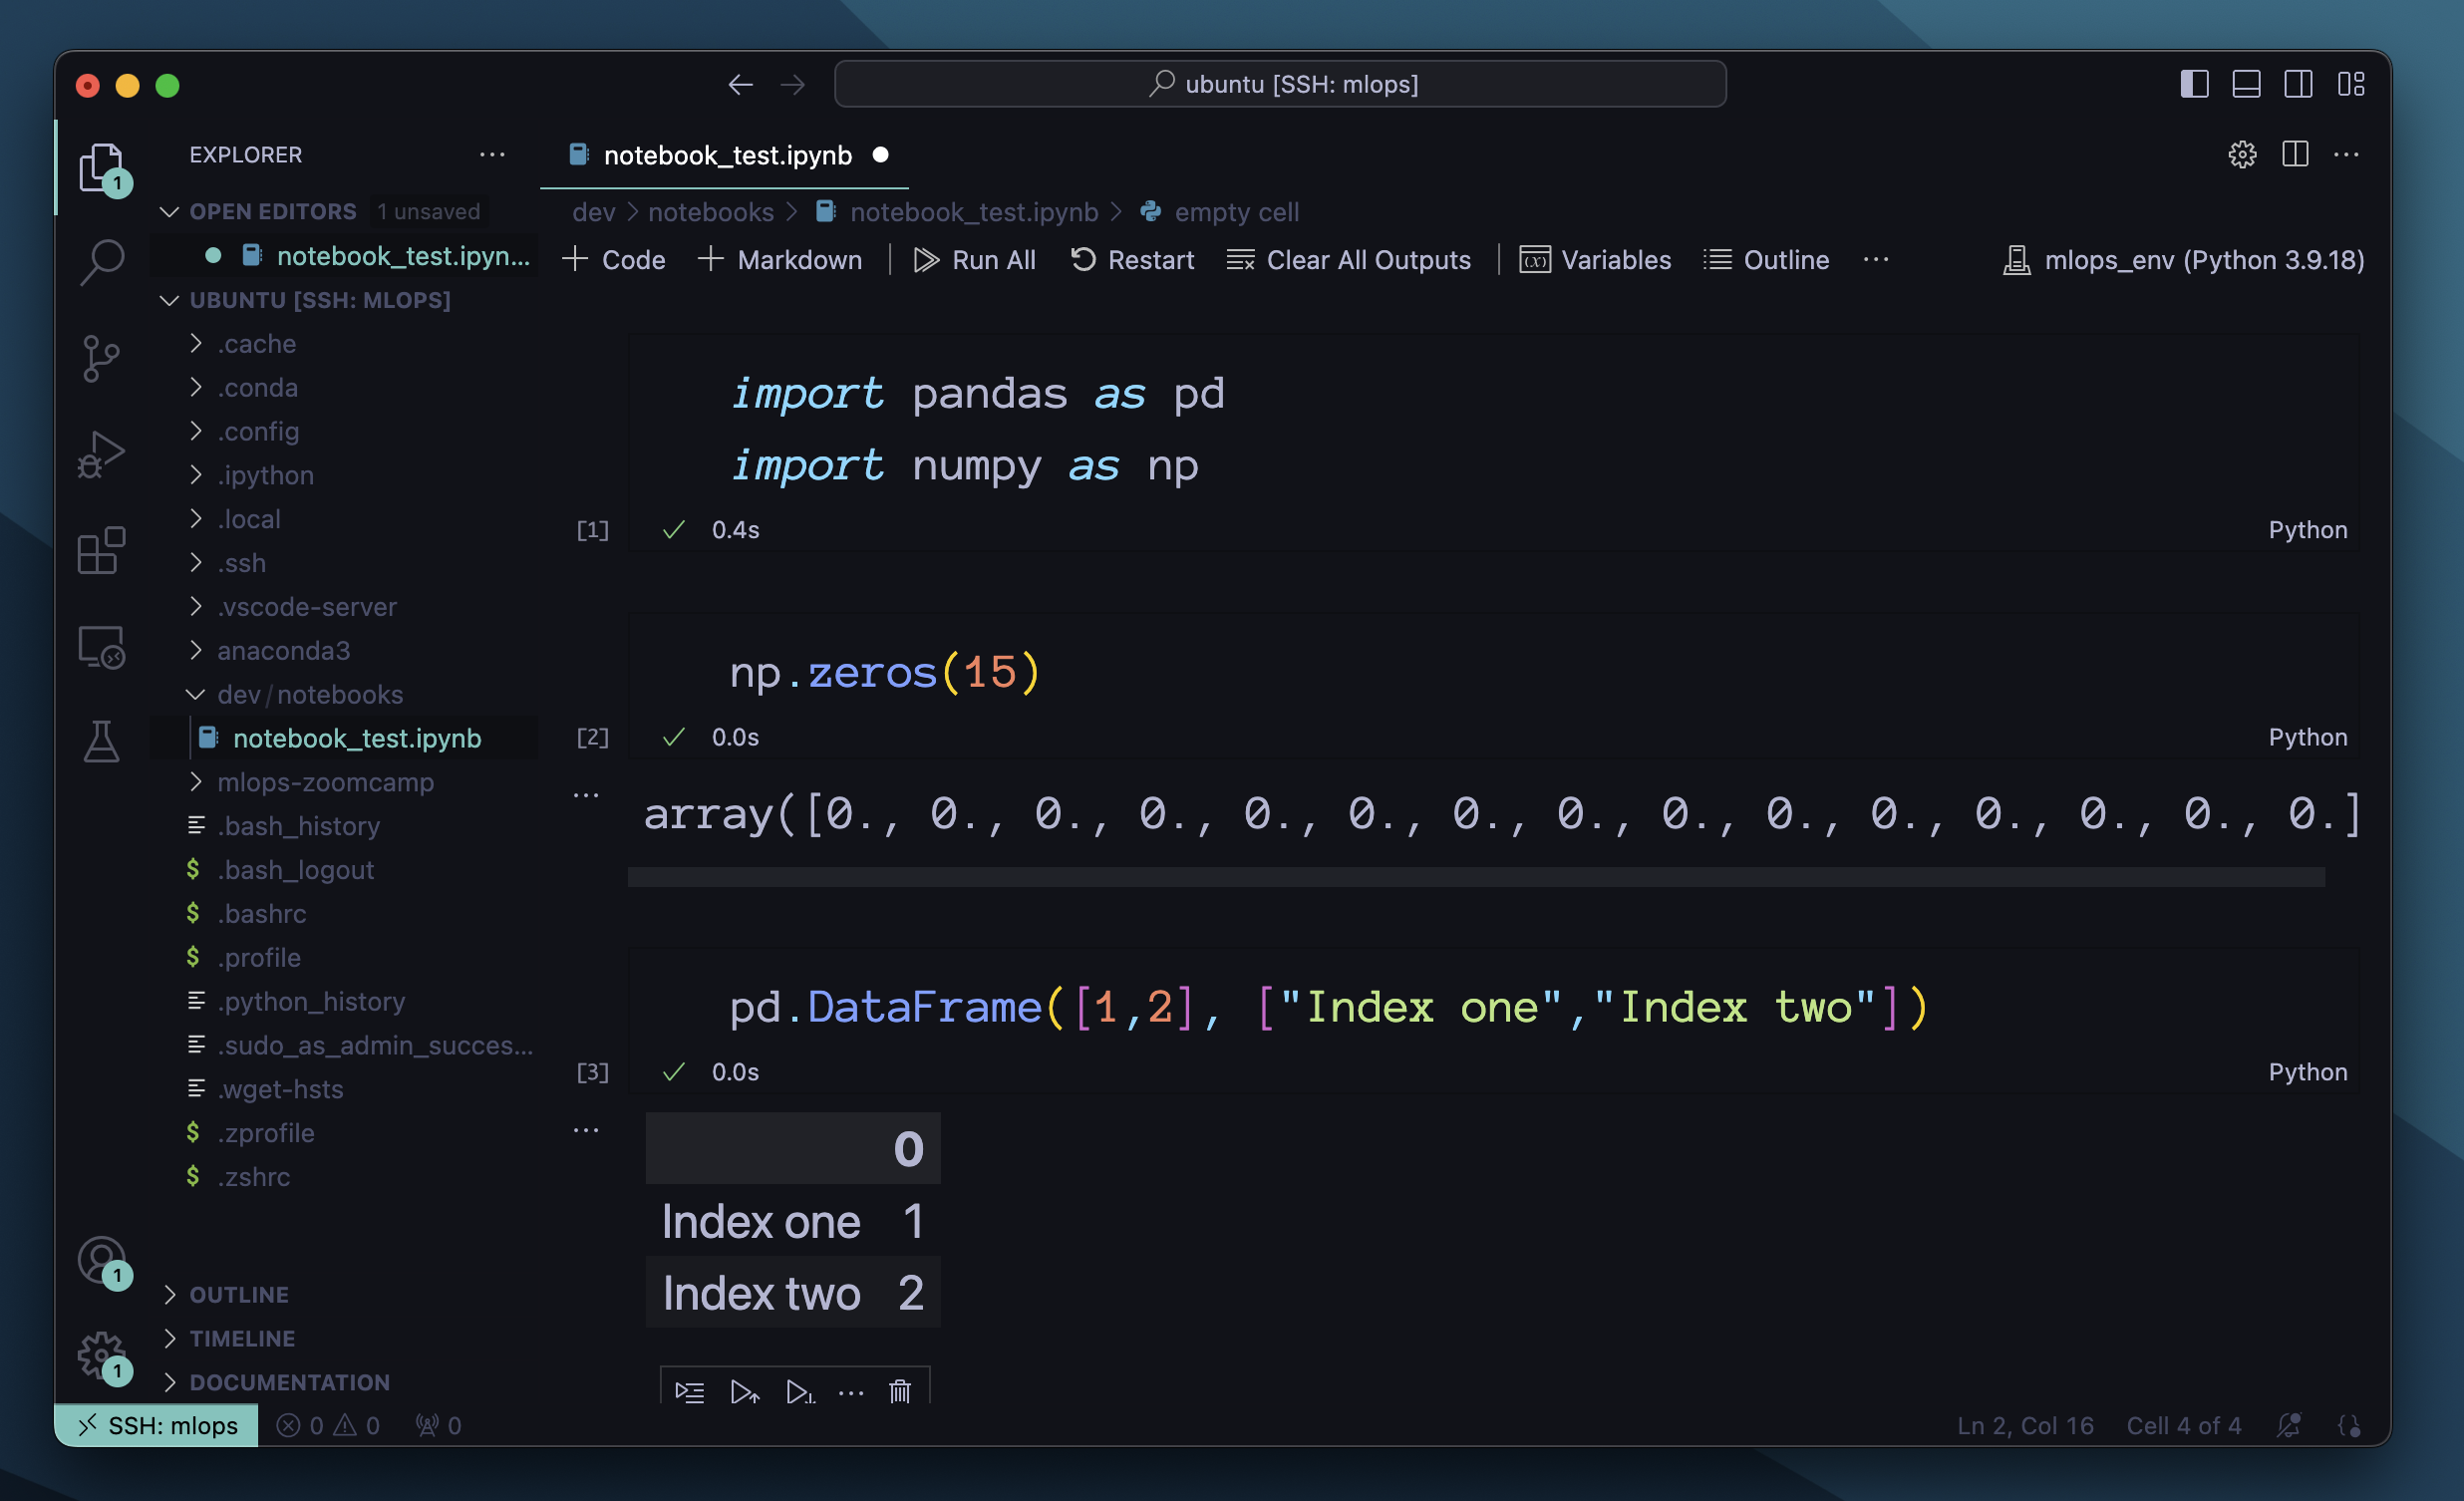 ubuntu [SSH: mlops]
EXPLORER
1
OPEN EDITORS 1 unsaved
notebook_test.ipyn...
UBUNTU [SSH: MLOPS]
.cache
.conda
.config
.ipython
.local
.ssh
.vscode-server
anaconda3
dev/notebooks
notebook_test.ipynb
mlops-zoomcamp
.bash_history
$ .bash_logout
$ .bashrc
$ .profile
.python_history
.sudo_as_admin_succes...
.wget-hsts
$ .zprofile
$ .zshrc
1
OUTLINE
TIMELINE
1
DOCUMENTATION
notebook_test.ipynb
dev > notebooks > notebook_test.ipynb > empty cell
+ Code + Markdown | Run All Restart Clear All Outputs | (x) Variables Outline ... mlops_env (Python 3.9.18)
import pandas as pd
import numpy as np
[1] ✓ 0.4s Python
np.zeros(15)
[2] ✓ 0.0s Python
array([0., 0., 0., 0., 0., 0., 0., 0., 0., 0., 0., 0., 0., 0., 0.]
pd.DataFrame([1,2], ["Index one","Index two"])
[3] ✓ 0.0s Python
0
Index one 1
Index two 2
SSH: mlops 0 0 0 Ln 2, Col 16 Cell 4 of 4